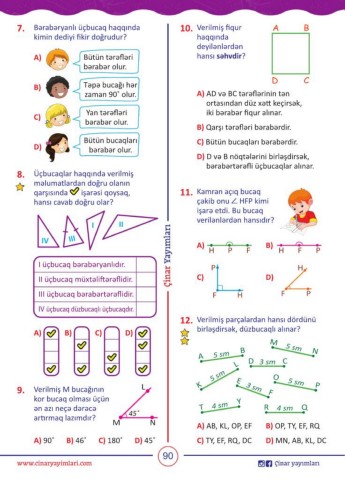 7. Bərabəryanlı üçbucaq haqqında
kimin dediyi fikir doğrudur?
A) Bütün tərəfləri
bərabər olur.
B) Təpə bucağı hər
zaman 90° olur.
C) Yan tərəfləri
bərabər olur.
D) Bütün bucaqları
bərabər olur.
8. Üçbucaqlar haqqında verilmiş
məlumatlardan doğru olanın
qarşısında işarəsi qoysaq,
hansı cavab doğru olar?
I
II
III
IV
I üçbucaq bərabəryanlıdır.
II üçbucaq müxtəliftərəflidir.
III üçbucaq bərabərtərəflidir.
IV üçbucaq düzbucaqlı üçbucaqdır.
A) B) C) D)
9. Verilmiş M bucağının
kor bucaq olması üçün
ən azı neçə dərəcə
artırmaq lazımdır?
L
45°
M N
A) 90° B) 46° C) 180° D) 45°
www.cinaryayimlari.com
Çinar Yayımları
90
10. Verilmiş fiqur
haqqında
deyilənlərdən
hansı səhvdir?
A B
D C
A) AD və BC tərəflərinin tən
ortasından düz xətt keçirsək,
iki bərabər fiqur alınar.
B) Qarşı tərəfləri bərabərdir.
C) Bütün bucaqları bərabərdir.
D) D və B nöqtələrini birləşdirsək,
bərabərtərəfli üçbucaqlar alınar.
11. Kamran açıq bucaq
çəkib onu ∠ HFP kimi
işarə etdi. Bu bucaq
verilənlərdən hansıdır?
A) H P F
B) H F P
C) P F H
D) H F P
12. Verilmiş parçalardan hansı dördünü
birləşdirsək, düzbucaqlı alınar?
A 5 sm B
M 5 sm N
D 3 sm C
K 5 sm L
E 3 sm F
O 5 sm P
T 4 sm Y
R 4 sm Q
A) AB, KL, OP, EF
B) OP, TY, EF, RQ
C) TY, EF, RQ, DC
D) MN, AB, KL, DC
Çinar yayımları